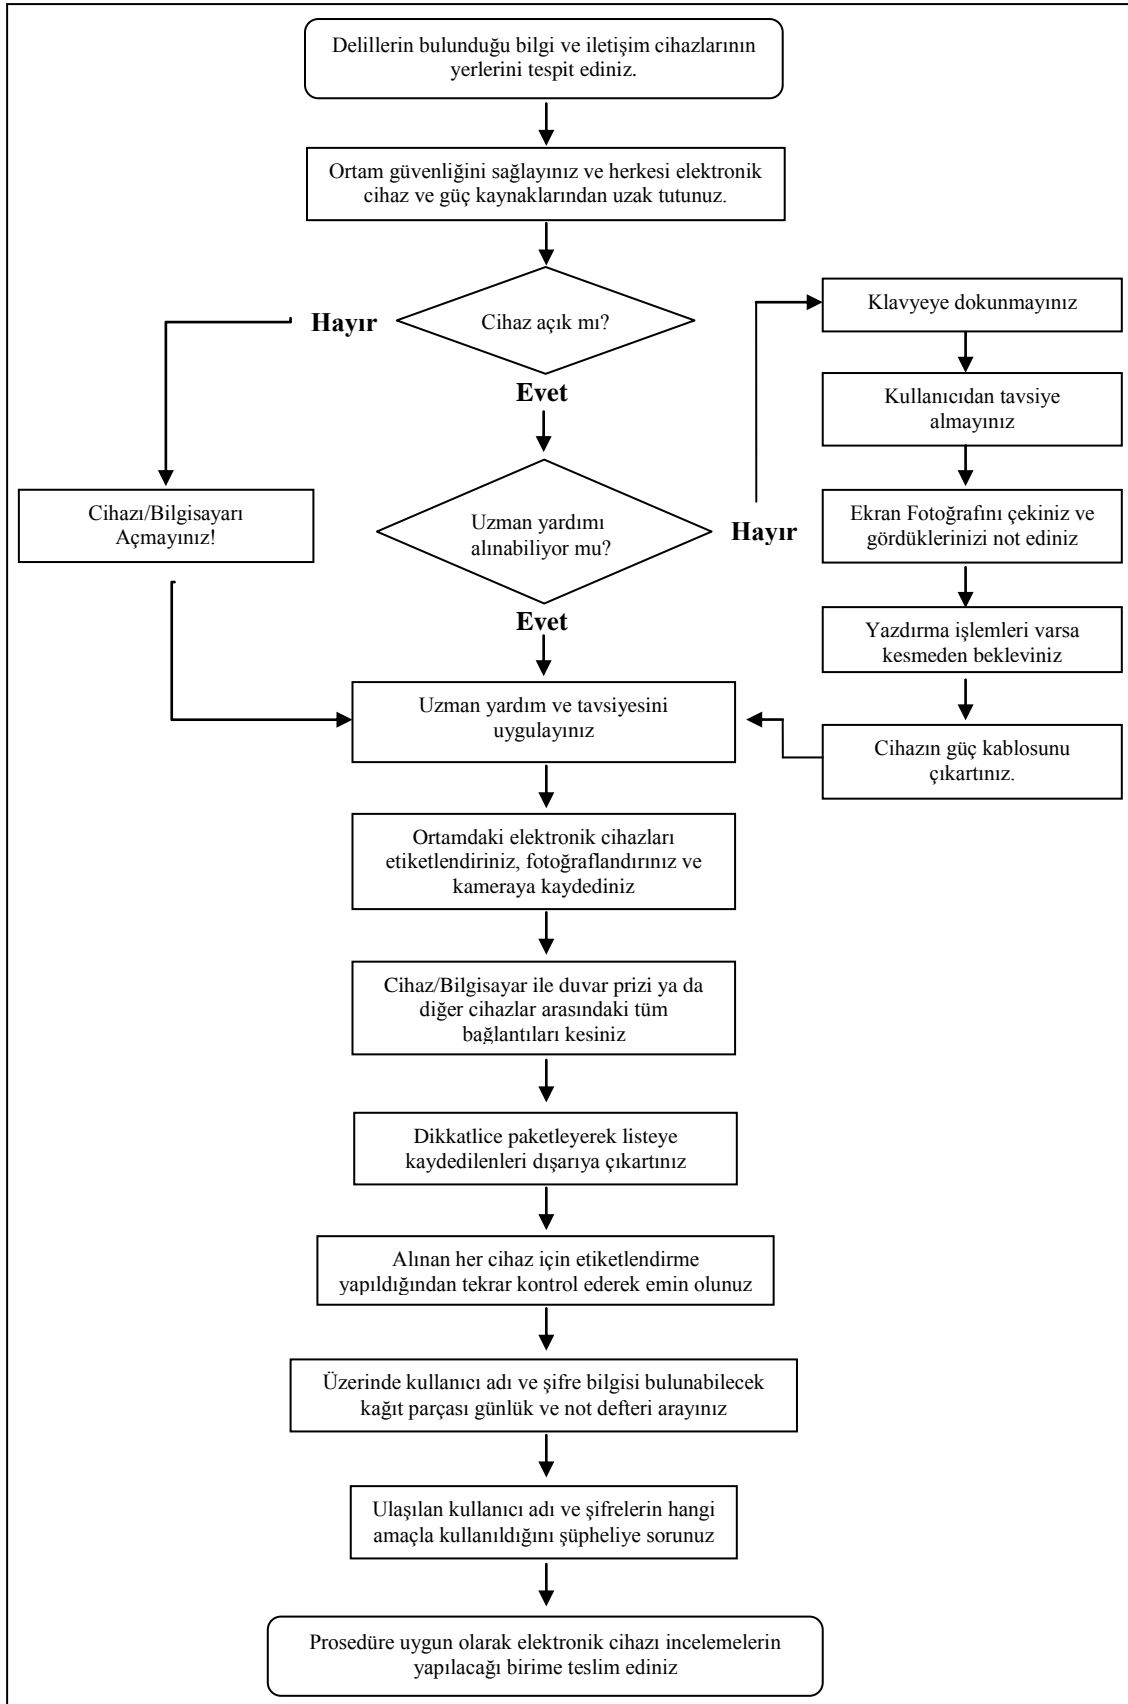 Delillerin bulunduğu bilgi ve iletişim cihazlarının
yerlerini tespit ediniz.
Ortam güvenliğini sağlayınız ve herkesi elektronik
cihaz ve güç kaynaklarından uzak tutunuz.
Cihaz açık mı?
Hayır
Evet
Cihazı/Bilgisayarı
Açmayınız!
Uzman yardımı
alınabiliyor mu?
Hayır
Evet
Klavyeye dokunmayınız
Kullanıcıdan tavsiye
almayınız
Ekran Fotoğrafını çekiniz ve
gördüklerinizi not ediniz
Yazdırma işlemleri varsa
kesmeden bekleviniz
Cihazın güç kablosunu
çıkartınız.
Uzman yardım ve tavsiyesini
uygulayınız
Ortamdaki elektronik cihazları
etiketlendiriniz, fotoğraflandırınız ve
kameraya kaydediniz
Cihaz/Bilgisayar ile duvar prizi ya da
diğer cihazlar arasındaki tüm
bağlantıları kesiniz
Dikkatlice paketleyerek listeye
kaydedilenleri dışarıya çıkartınız
Alınan her cihaz için etiketlendirme
yapıldığından tekrar kontrol ederek emin olunuz
Üzerinde kullanıcı adı ve şifre bilgisi bulunabilecek
kağıt parçası günlük ve not defteri arayınız
Ulaşılan kullanıcı adı ve şifrelerin hangi
amaçla kullanıldığını şüpheliye sorunuz
Prosedüre uygun olarak elektronik cihazı incelemelerin
yapılacağı birime teslim ediniz